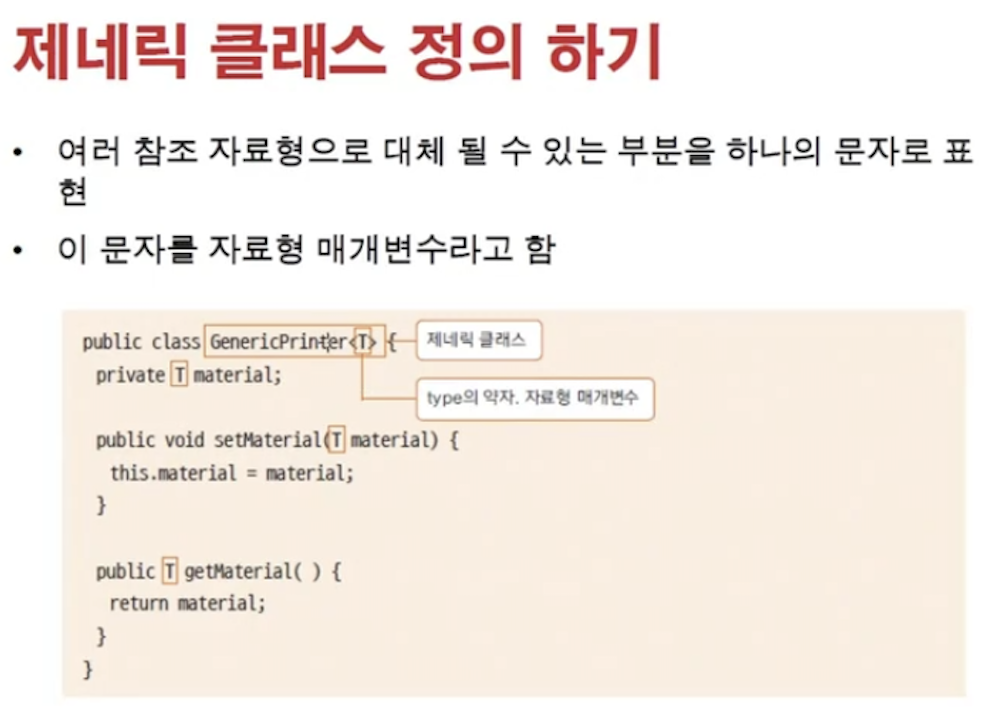 제네릭 클래스 정의 하기
• 여러 참조 자료형으로 대체 될 수 있는 부분을 하나의 문자로 표
현
• 이 문자를 자료형 매개변수라고 함
public class GenericPrinter<T> { 제네릭 클래스
private T material;
type의 약자. 자료형 매개변수
public void setMaterial(T material) {
this.material = material;
}
public T getMaterial( ) {
return material;
}
}